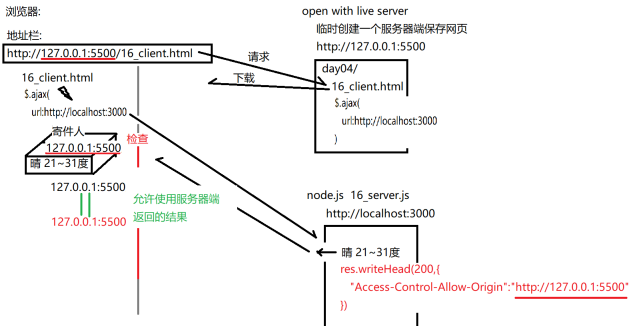 浏览器:
地址栏:
http://127.0.0.1:5500/16_client.html
请求
下载
open with live server
临时创建一个服务器端保存网页
http://127.0.0.1:5500
day04/
16_client.html
$.ajax(
url:http://localhost:3000
)
16_client.html
$.ajax(
url:http://localhost:3000
寄件人
127.0.0.1:5500
检查
晴 21~31度
127.0.0.1:5500
127.0.0.1:5500
允许使用服务器端
返回的结果
node.js 16_server.js
http://localhost:3000
晴 21~31度
res.writeHead(200,{
"Access-Control-Allow-Origin":"http://127.0.0.1:5500"
})